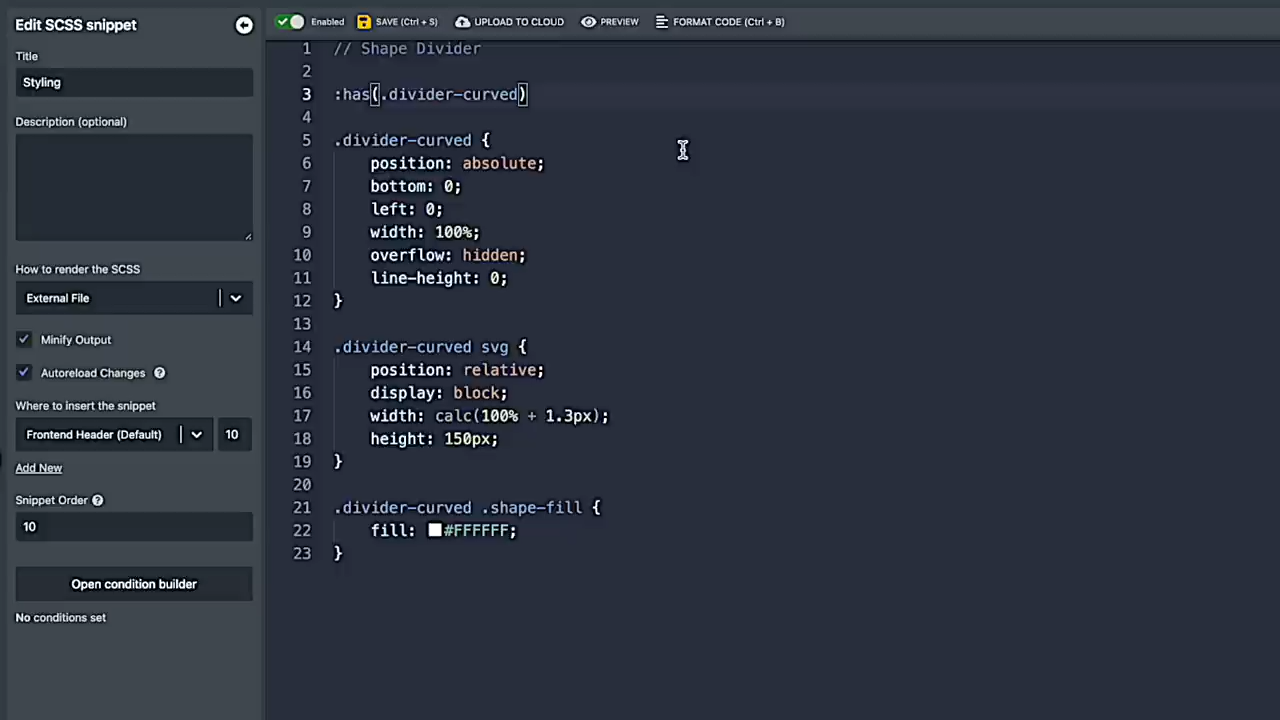 Edit SCSS snippet
Title
Styling
Description (optional)
How to render the SCSS
External File
Minify Output
Autoreload Changes ?
Where to insert the snippet
Frontend Header (Default) 10
Add New
Snippet Order ?
10
Open condition builder
No conditions set
Enabled SAVE (Ctrl + S) UPLOAD TO CLOUD PREVIEW FORMAT CODE (Ctrl + B)
1 // Shape Divider
2
3 :has(.divider-curved)
4
5 .divider-curved {
6 position: absolute;
7 bottom: 0;
8 left: 0;
9 width: 100%;
10 overflow: hidden;
11 line-height: 0;
12 }
13
14 .divider-curved svg {
15 position: relative;
16 display: block;
17 width: calc(100% + 1.3px);
18 height: 150px;
19 }
20
21 .divider-curved .shape-fill {
22 fill: #FFFFFF;
23 }